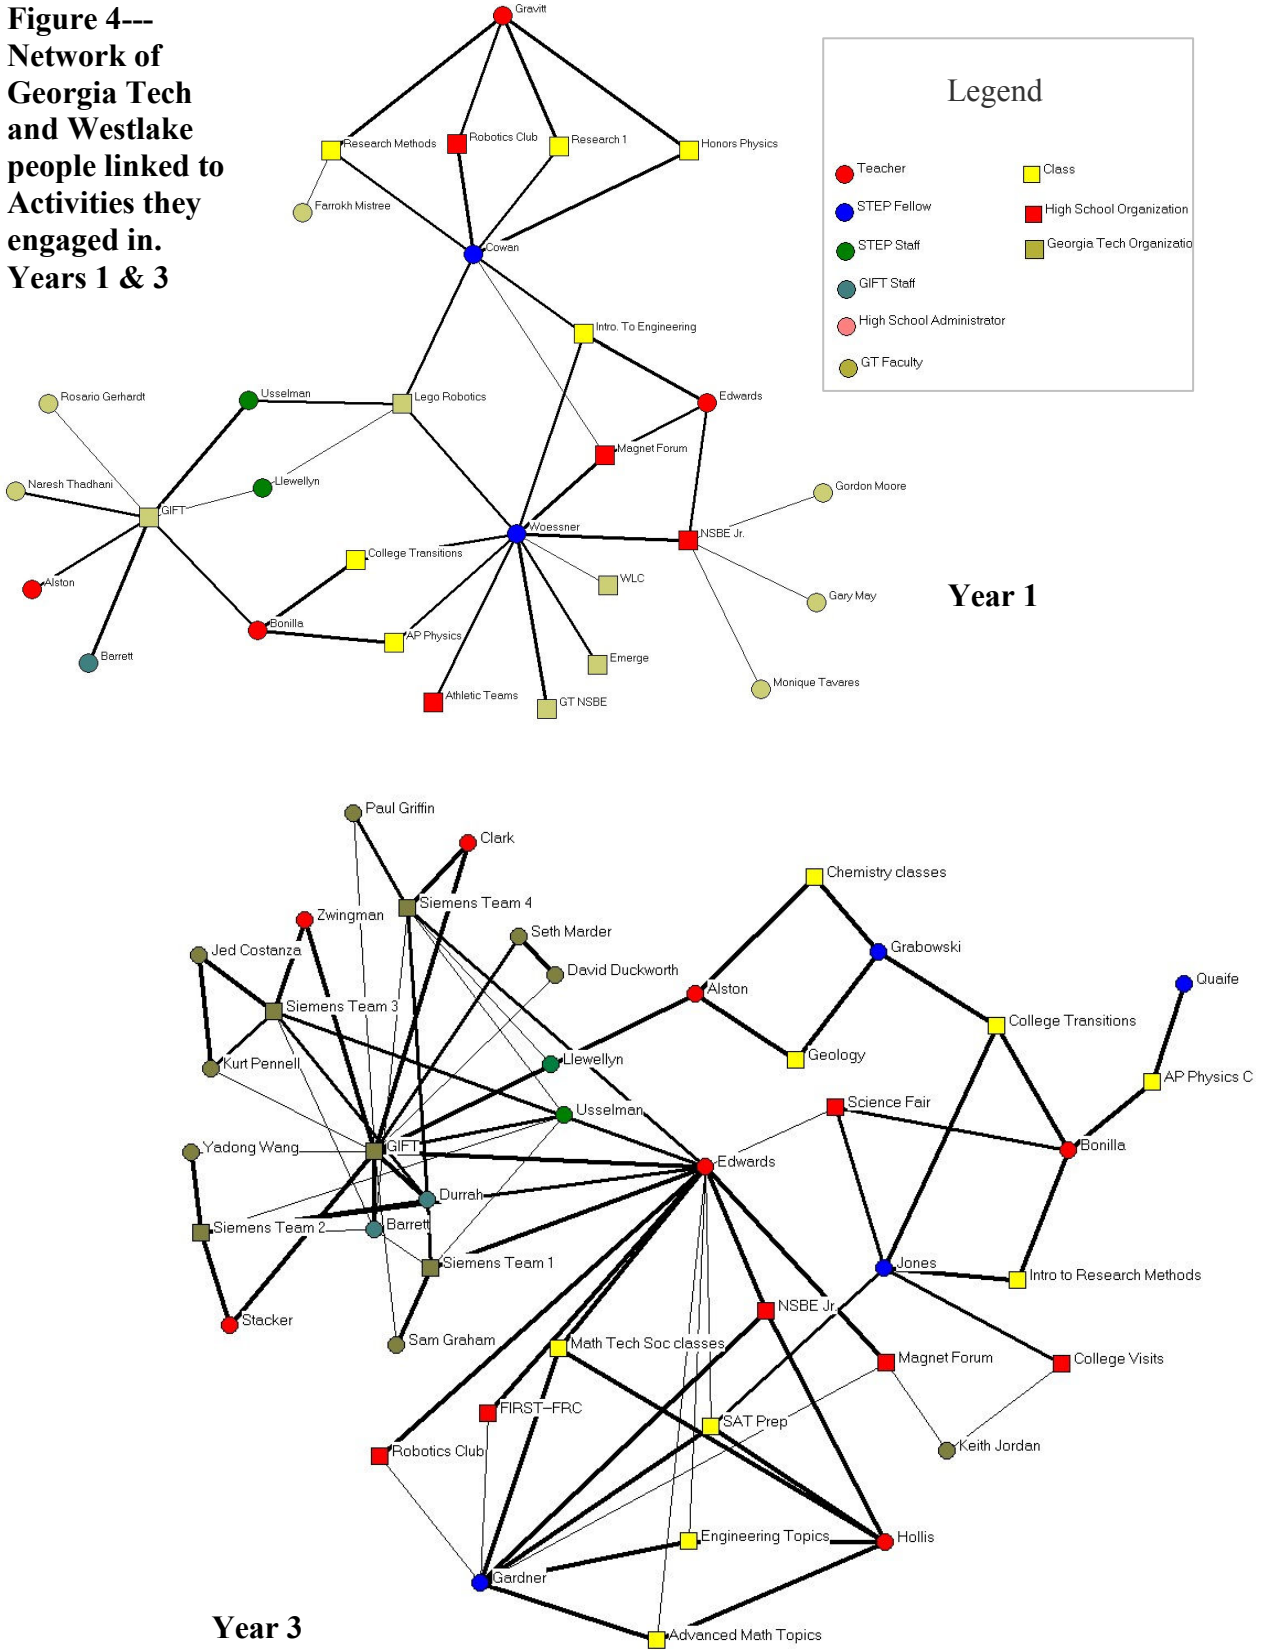 Figure 4---
Network of
Georgia Tech
and Westlake
people linked to
Activities they
engaged in.
Years 1 & 3
Gravitt
Research Methods
Robotics Club
Research 1
Honors Physics
Farrokh Mistree
Cowan
Legend
Teacher
Class
STEP Fellow
High School Organization
STEP Staff
Georgia Tech Organizatio
GIFT Staff
High School Administrator
GT Faculty
Intro. To Engineering
Rosario Gerhardt
Usselman
Lego Robotics
Edwards
Magnet Forum
Naresh Thadhani
Llewellyn
Gordon Moore
GIFT
Woessner
NSBE Jr.
College Transitions
Alston
WLC
Gary May
Year 1
Bonilla
AP Physics
Barrett
Emerge
Monique Tavares
Athletic Teams
GT NSBE
Paul Griffin
Clark
Chemistry classes
Siemens Team 4
Zwingman
Seth Marder
Jed Costanza
David Duckworth
Grabowski
Quaife
Alston
Siemens Team 3
College Transitions
Kurt Pennell
Llewellyn
Geology
AP Physics C
Science Fair
Usselman
Yadong Wang
GIFT
Bonilla
Edwards
Durrah
Siemens Team 2
Barrett
Siemens Team 1
Jones
Intro to Research Methods
Stacker
NSBE Jr.
Sam Graham
Math Tech Soc classes
Magnet Forum
College Visits
FIRST-FRC
SAT Prep
Robotics Club
Keith Jordan
Engineering Topics
Hollis
Gardner
Year 3
Advanced Math Topics